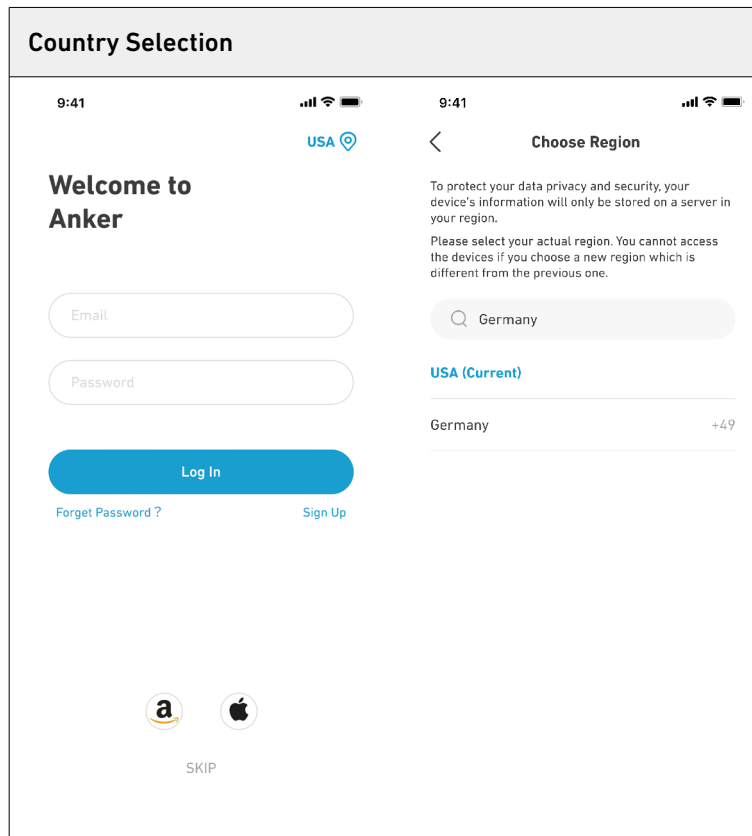 Country Selection
9:41
USA
Welcome to
Anker
Email
Password
Log In
Forget Password ?
Sign Up
a
SKIP
9:41
Choose Region
To protect your data privacy and security, your
device's information will only be stored on a server in
your region.
Please select your actual region. You cannot access
the devices if you choose a new region which is
different from the previous one.
Germany
USA (Current)
Germany
+49